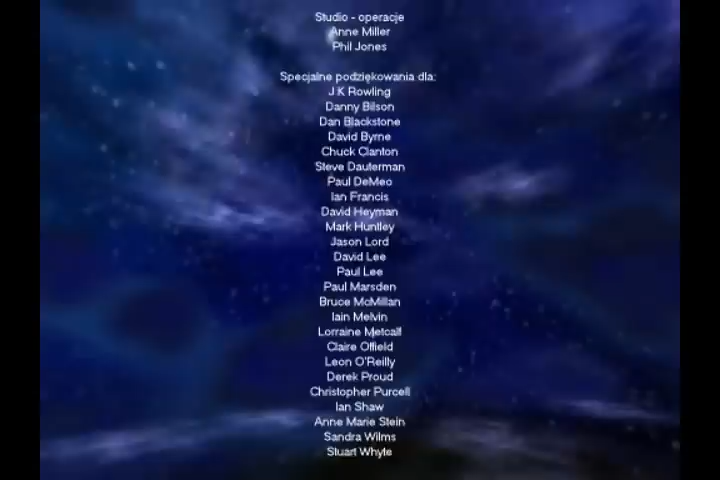 Studio - operacje
Anne Miller
Phil Jones
Specjalne podziękowania dla:
J K Rowling
Danny Bilson
Dan Blackstone
David Byrne
Chuck Clanton
Steve Dauterman
Paul DeMeo
Ian Francis
David Heyman
Mark Huntley
Jason Lord
David Lee
Paul Lee
Paul Marsden
Bruce McMillan
Iain Melvin
Lorraine Metcalf
Claire Offield
Leon O'Reilly
Derek Proud
Christopher Purcell
Ian Shaw
Anne Marie Stein
Sandra Wilms
Stuart Whyte